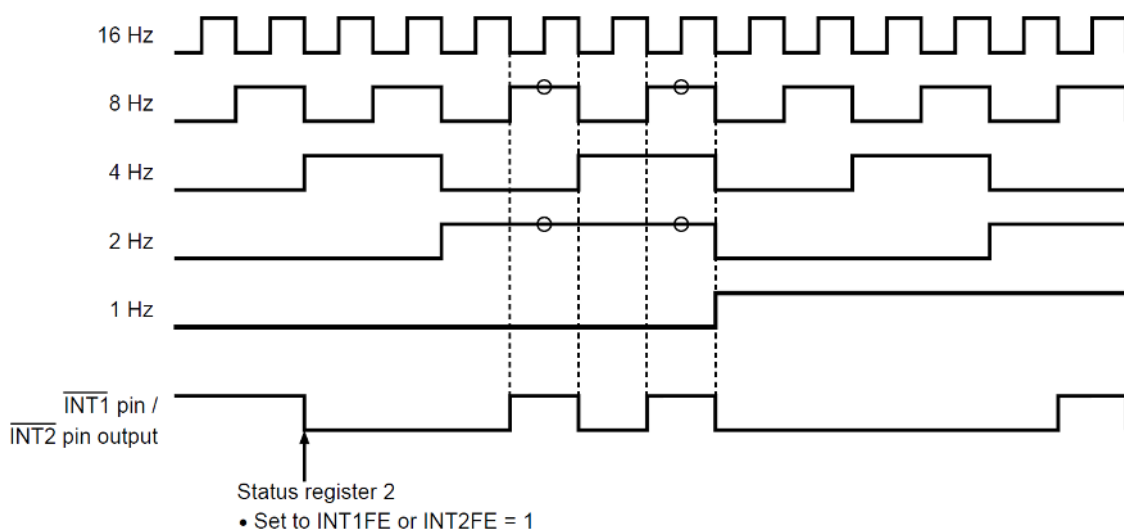 16 Hz
8 Hz
4 Hz
2 Hz
1 Hz
INT1 pin /
INT2 pin output
Status register 2
• Set to INT1FE or INT2FE = 1